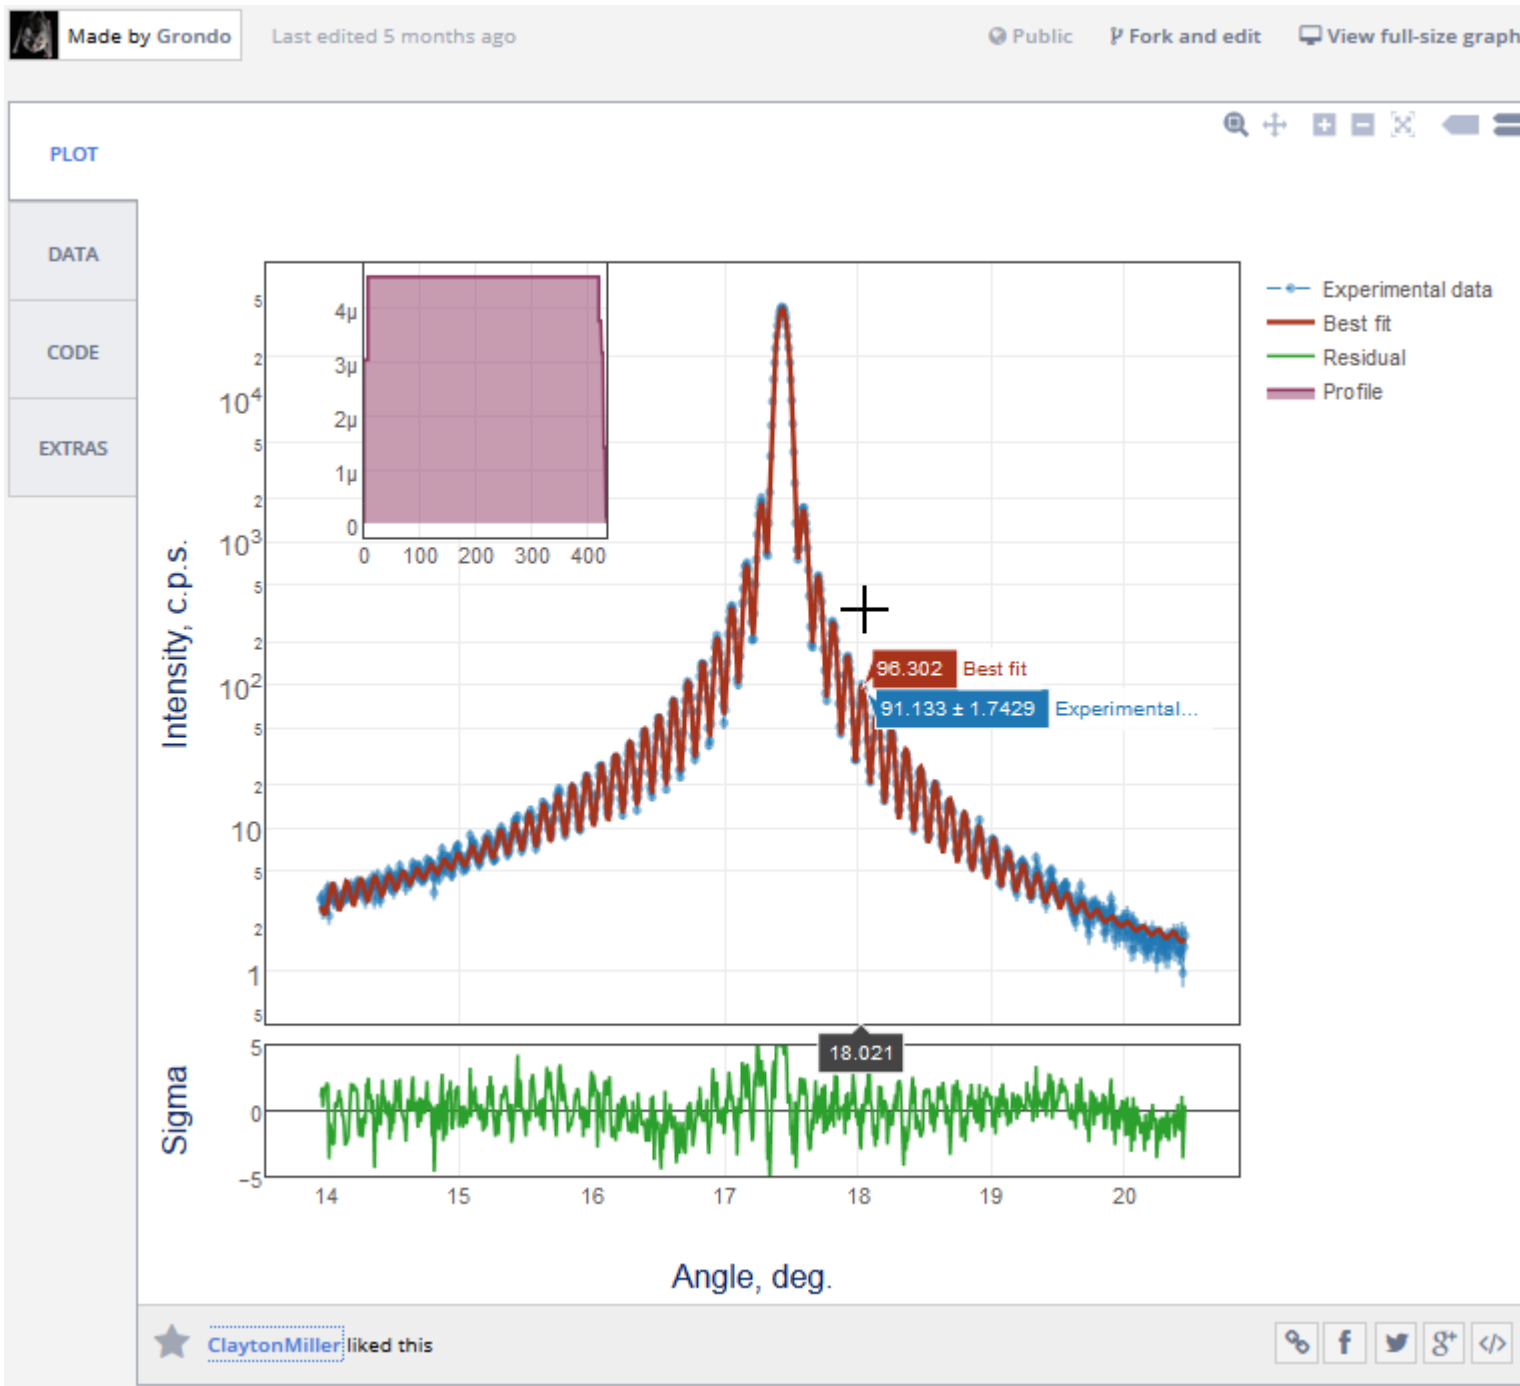 Made by Grondo Last edited 5 months ago Public Fork and edit View full-size graph
PLOT
DATA
CODE
EXTRAS
Intensity, c.p.s.
5
2
10⁴
5
2
10³
5
2
10²
5
2
10
5
2
1
5
4µ
3µ
2µ
1µ
0
0 100 200 300 400
Experimental data
Best fit
Residual
Profile
96.302 Best fit
91.133 ± 1.7429 Experimental...
18.021
Sigma
5
0
−5
14 15 16 17 18 19 20
Angle, deg.
ClaytonMiller liked this
f g+ </>